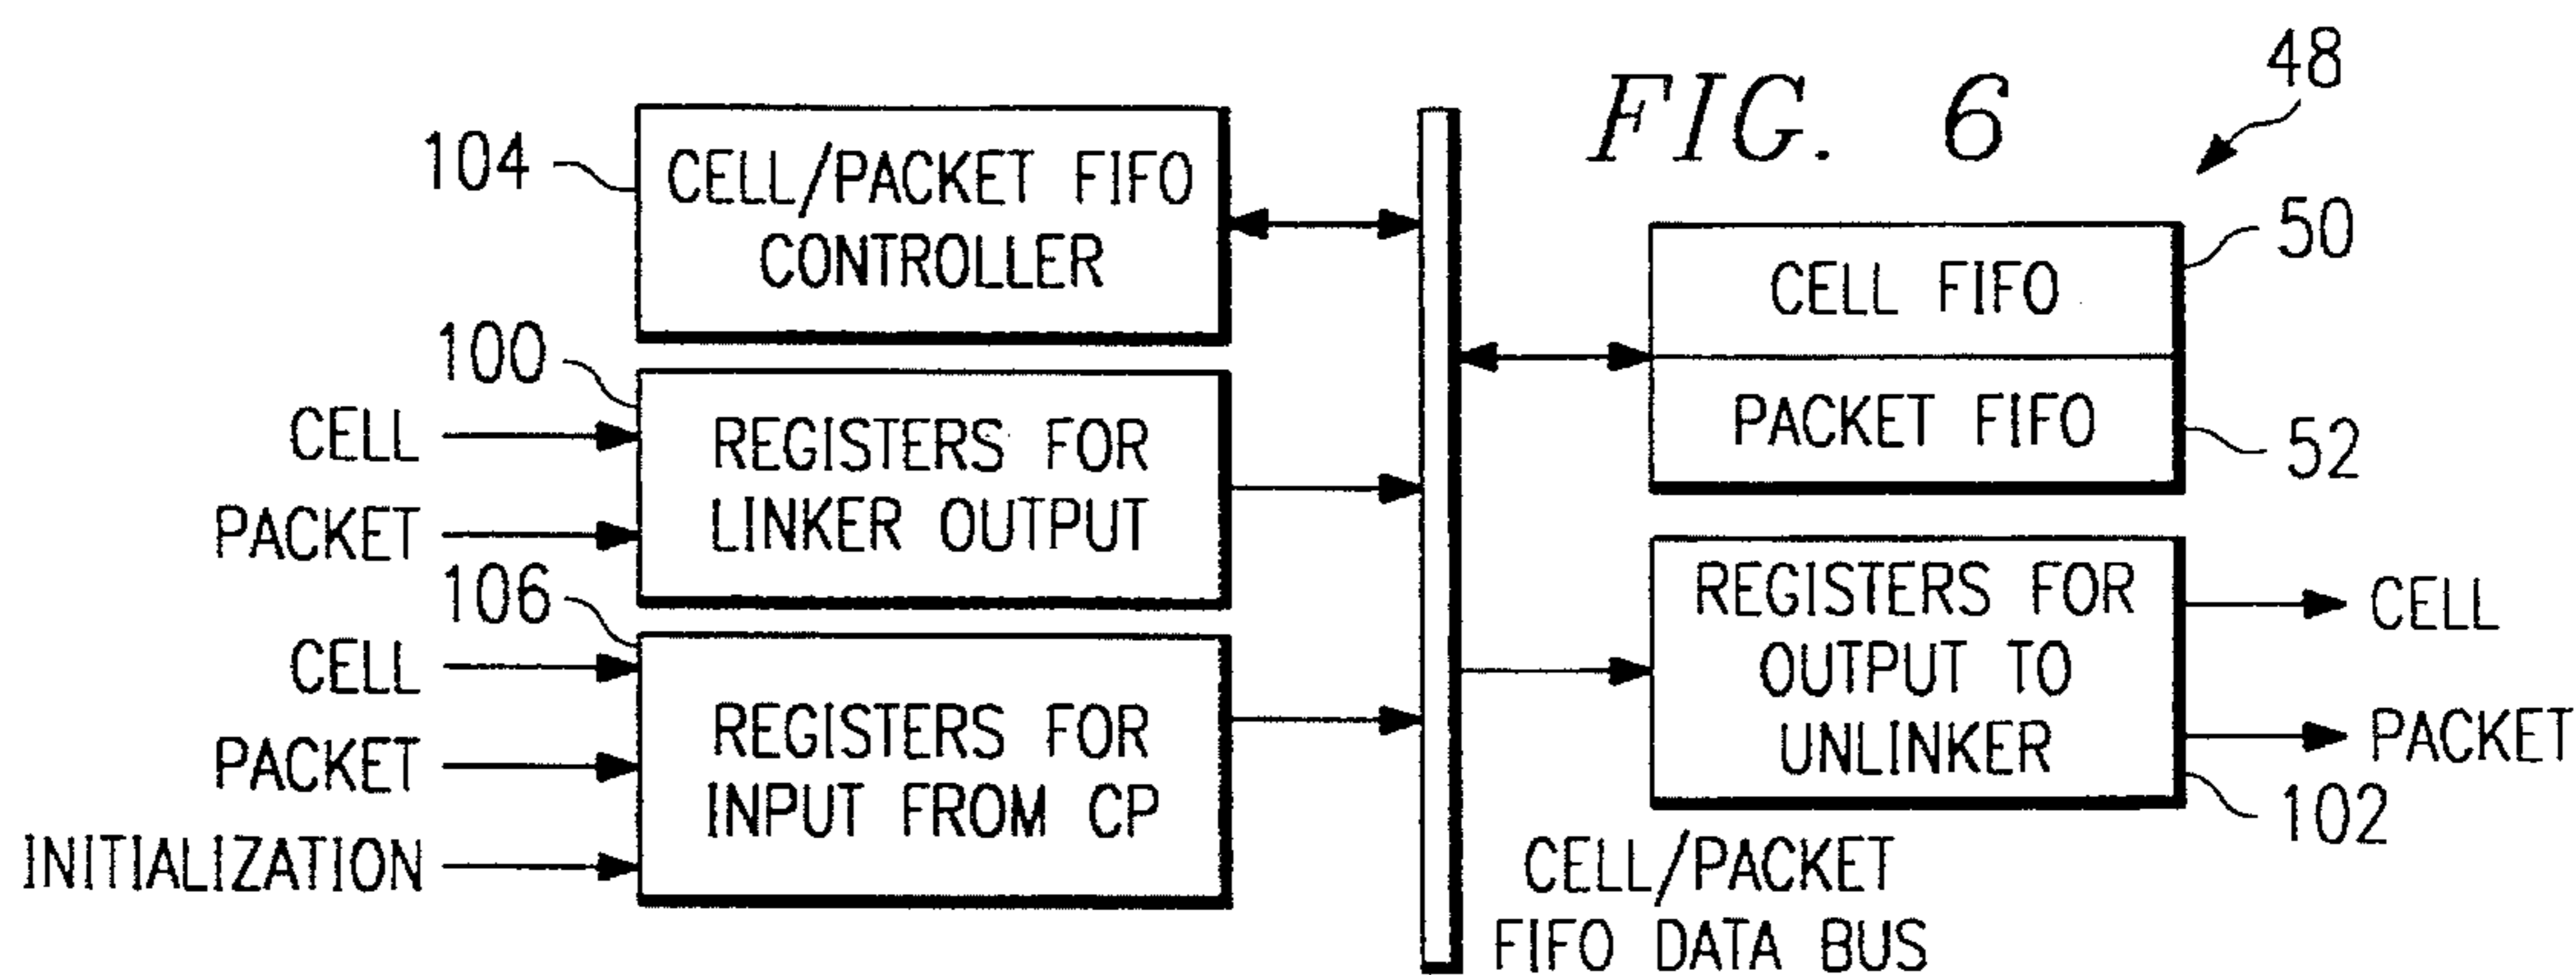 FIG. 6
48
104
CELL/PACKET FIFO
CONTROLLER
100
CELL
PACKET
REGISTERS FOR
LINKER OUTPUT
106
CELL
PACKET
INITIALIZATION
REGISTERS FOR
INPUT FROM CP
50
CELL FIFO
PACKET FIFO
52
REGISTERS FOR
OUTPUT TO
UNLINKER
CELL
PACKET
102
CELL/PACKET
FIFO DATA BUS